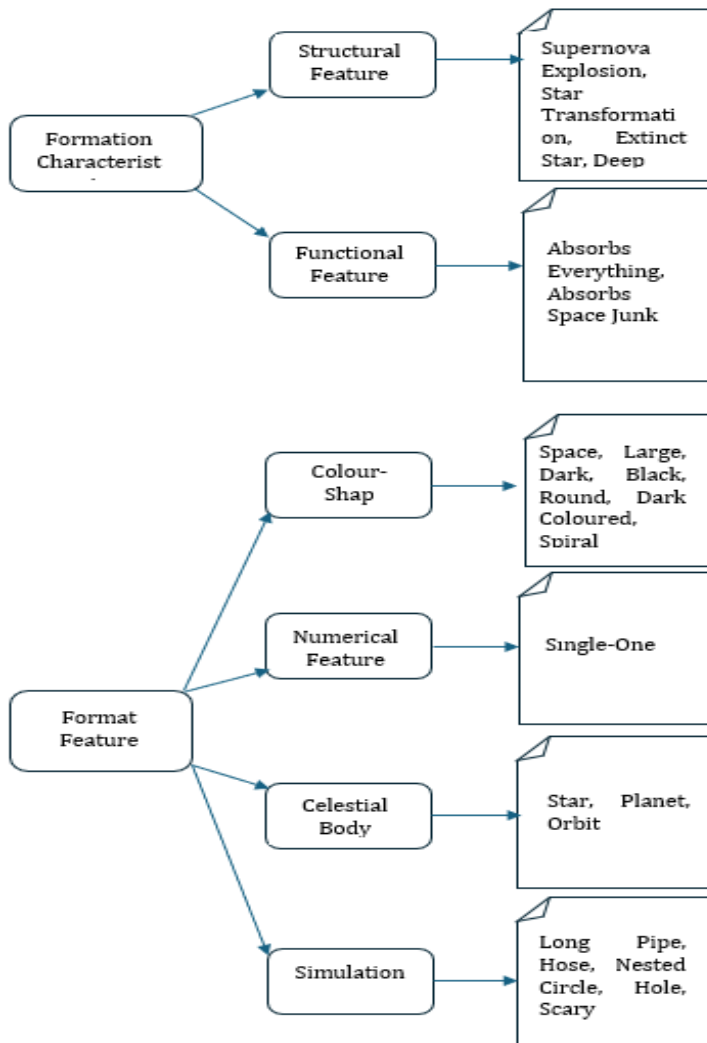 Structural
Feature
Supernova
Explosion,
Star
Transformati
on, Extinct
Star, Deep
Formation
Characterist
Functional
Feature
Absorbs
Everything,
Absorbs
Space Junk
Colour-
Shap
Space, Large,
Dark, Black,
Round, Dark
Coloured,
Spiral
Numerical
Feature
Single-One
Format
Feature
Celestial
Body
Star, Planet,
Orbit
Simulation
Long Pipe,
Hose, Nested
Circle, Hole,
Scary